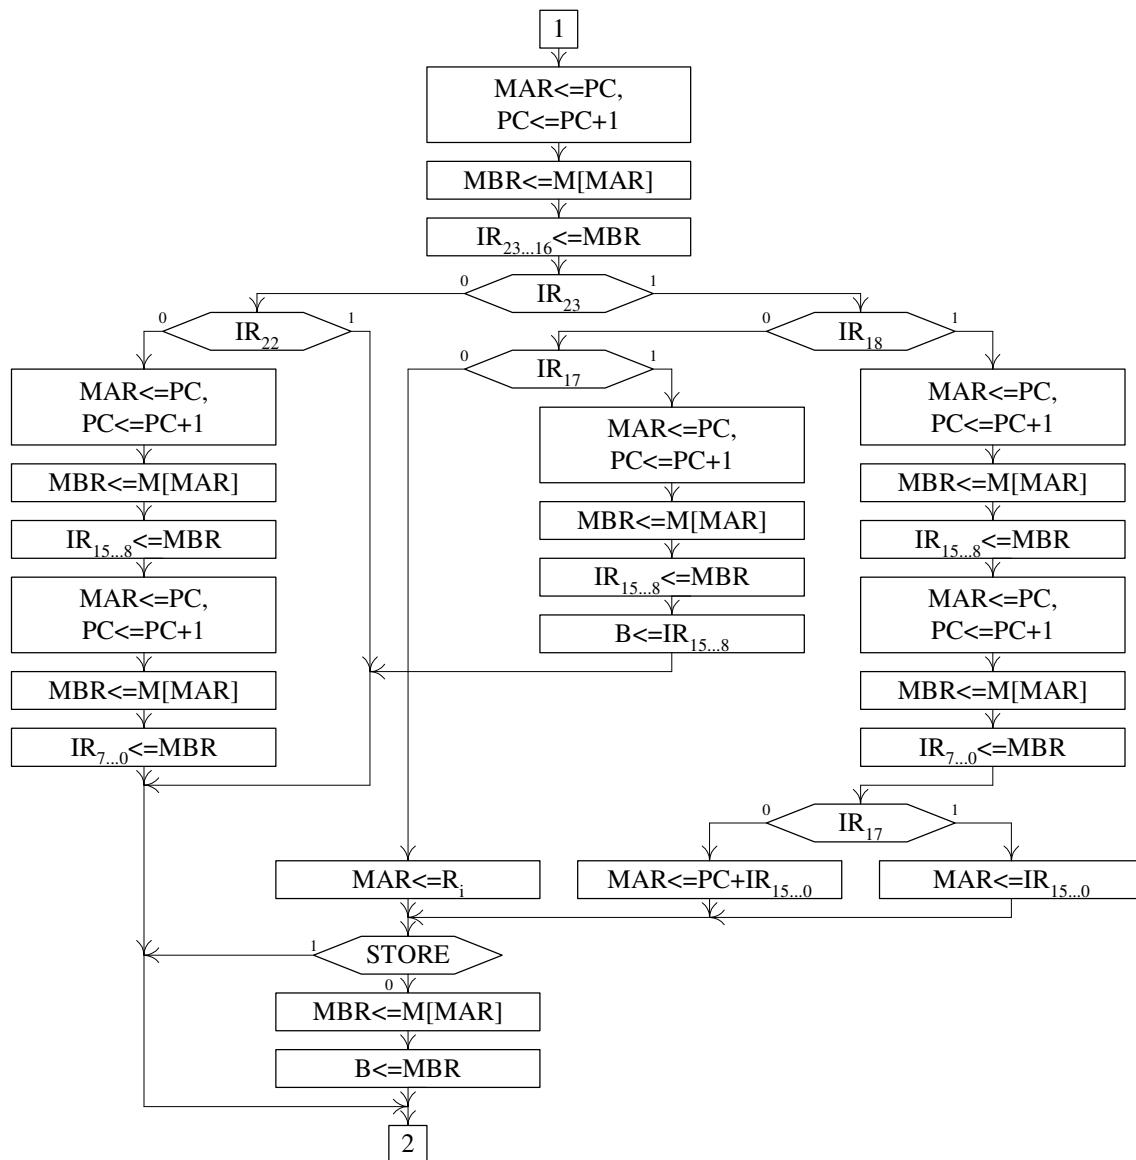 1
MAR<=PC,
PC<=PC+1
MBR<=M[MAR]
IR23...16<=MBR
0 IR23 1
0 IR22 1
0 IR18 1
0 IR17 1
MAR<=PC,
PC<=PC+1
MBR<=M[MAR]
IR15...8<=MBR
MAR<=PC,
PC<=PC+1
MBR<=M[MAR]
IR7...0<=MBR
MAR<=PC,
PC<=PC+1
MBR<=M[MAR]
IR15...8<=MBR
B<=IR15...8
MAR<=PC,
PC<=PC+1
MBR<=M[MAR]
IR15...8<=MBR
MAR<=PC,
PC<=PC+1
MBR<=M[MAR]
IR7...0<=MBR
0 IR17 1
MAR<=Ri
MAR<=PC+IR15...0
MAR<=IR15...0
1 STORE
0
MBR<=M[MAR]
B<=MBR
2